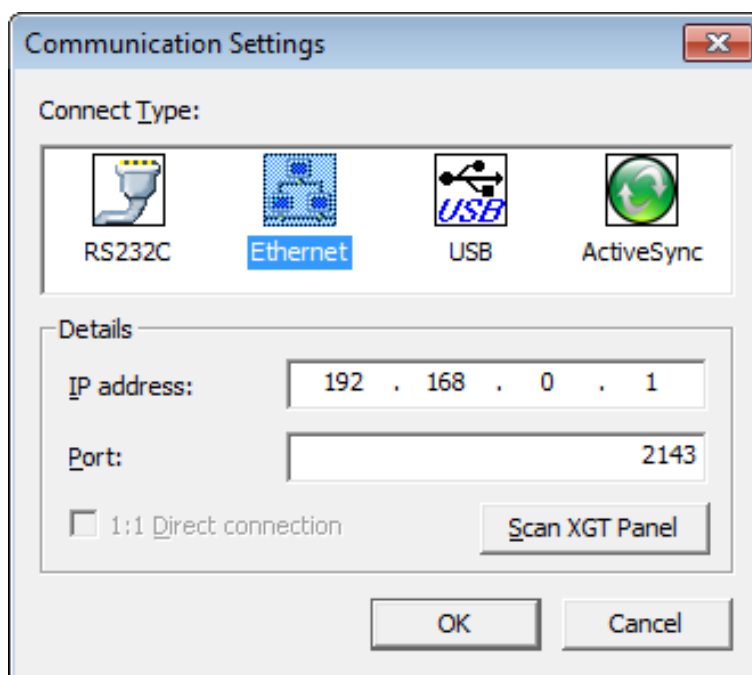 Communication Settings
Connect Type:
USB
RS232C Ethernet USB ActiveSync
Details
IP address: 192 . 168 . 0 . 1
Port: 2143
1:1 Direct connection Scan XGT Panel
OK Cancel